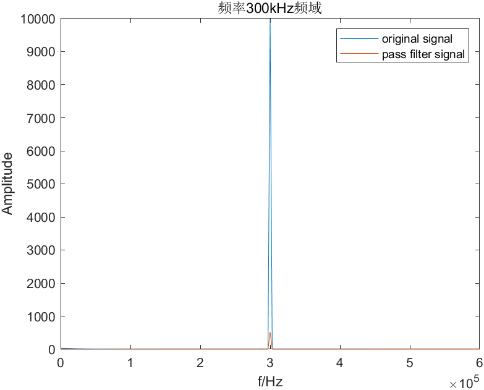 频率300kHz频域
original signal
pass filter signal
10000
9000
8000
7000
6000
5000
4000
3000
2000
1000
0
Amplitude
0 1 2 3 4 5 6
f/Hz
×10^5